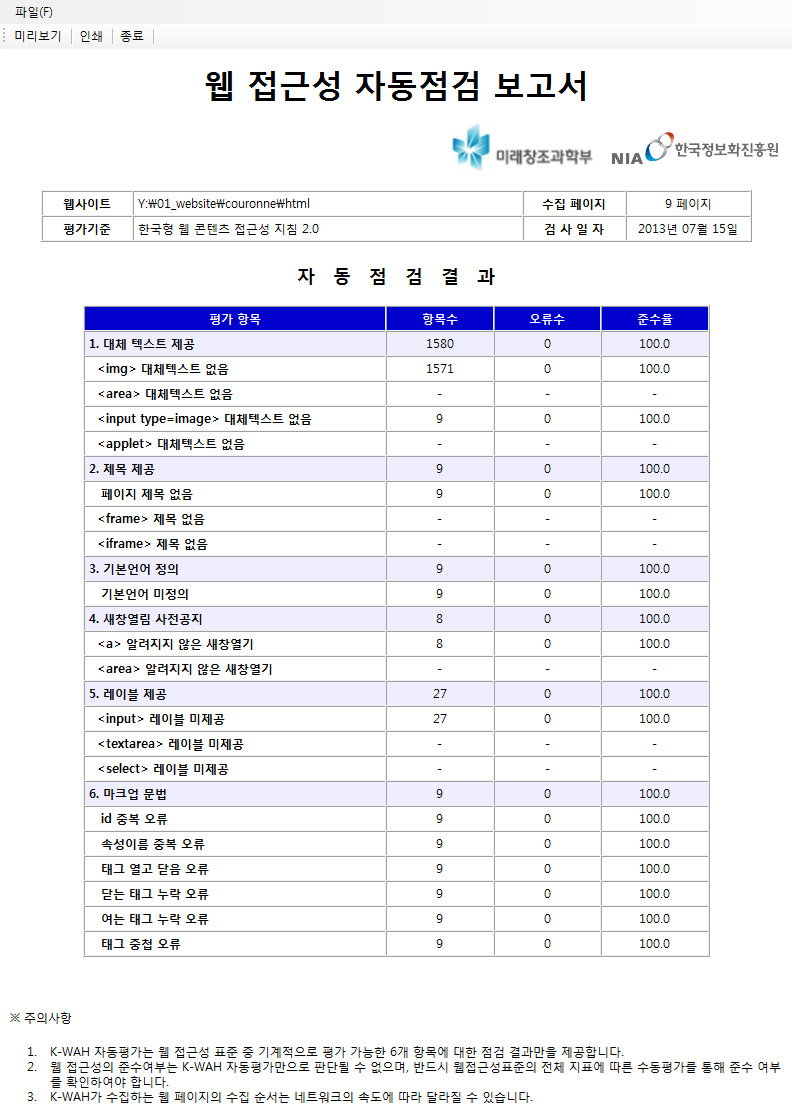 파일(F)
미리보기 인쇄 종료
웹 접근성 자동점검 보고서
미래창조과학부 NIA 한국정보화진흥원
웹사이트 Y:\01_website\couronne\html 수집 페이지 9 페이지
평가기준 한국형 웹 콘텐츠 접근성 지침 2.0 검 사 일 자 2013년 07월 15일
자 동 점 검 결 과
평가 항목 항목수 오류수 준수율
1. 대체 텍스트 제공 1580 0 100.0
<img> 대체텍스트 없음 1571 0 100.0
<area> 대체텍스트 없음 - - -
<input type=image> 대체텍스트 없음 9 0 100.0
<applet> 대체텍스트 없음 - - -
2. 제목 제공 9 0 100.0
페이지 제목 없음 9 0 100.0
<frame> 제목 없음 - - -
<iframe> 제목 없음 - - -
3. 기본언어 정의 9 0 100.0
기본언어 미정의 9 0 100.0
4. 새창열림 사전공지 8 0 100.0
<a> 알려지지 않은 새창열기 8 0 100.0
<area> 알려지지 않은 새창열기 - - -
5. 레이블 제공 27 0 100.0
<input> 레이블 미제공 27 0 100.0
<textarea> 레이블 미제공 - - -
<select> 레이블 미제공 - - -
6. 마크업 문법 9 0 100.0
id 중복 오류 9 0 100.0
속성이름 중복 오류 9 0 100.0
태그 열고 닫음 오류 9 0 100.0
닫는 태그 누락 오류 9 0 100.0
여는 태그 누락 오류 9 0 100.0
태그 중첩 오류 9 0 100.0
※ 주의사항
1. K-WAH 자동평가는 웹 접근성 표준 중 기계적으로 평가 가능한 6개 항목에 대한 점검 결과만을 제공합니다.
2. 웹 접근성의 준수여부는 K-WAH 자동평가만으로 판단될 수 없으며, 반드시 웹접근성표준의 전체 지표에 따른 수동평가를 통해 준수 여부
를 확인하여야 합니다.
3. K-WAH가 수집하는 웹 페이지의 수집 순서는 네트워크의 속도에 따라 달라질 수 있습니다.